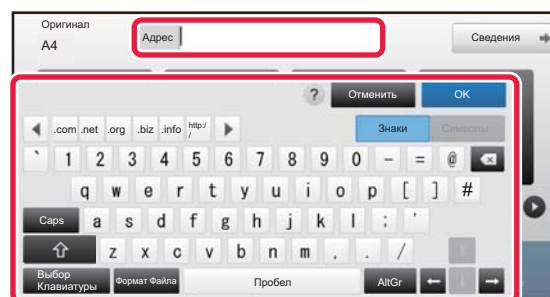 Оригинал
A4
Адрес
Сведения
? Отменить OK
.com .net .org .biz .info http://
Знаки Символы
` 1 2 3 4 5 6 7 8 9 0 - = @
q w e r t y u i o p [ ] #
Caps a s d f g h j k l ; '
z x c v b n m , . /
Выбор Клавиатуры Формат Файла Пробел AltGr